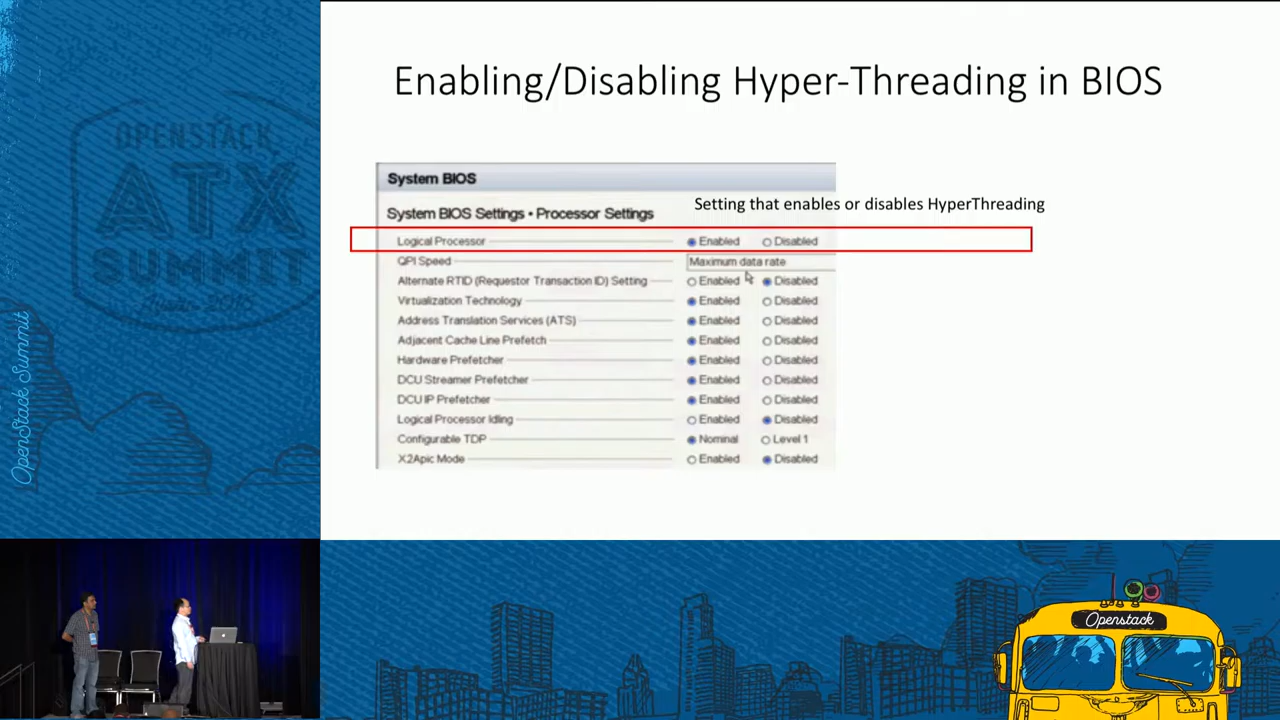 Enabling/Disabling Hyper-Threading in BIOS
System BIOS
Setting that enables or disables HyperThreading
System BIOS Settings • Processor Settings
Logical Processor Enabled Disabled
QPI Speed Maximum data rate
Alternate RTID (Requestor Transaction ID) Setting Enabled Disabled
Virtualization Technology Enabled Disabled
Address Translation Services (ATS) Enabled Disabled
Adjacent Cache Line Prefetch Enabled Disabled
Hardware Prefetcher Enabled Disabled
DCU Streamer Prefetcher Enabled Disabled
DCU IP Prefetcher Enabled Disabled
Logical Processor Idling Enabled Disabled
Configurable TDP Nominal Level 1
X2Apic Mode Enabled Disabled
OPENSTACK
ATX
SUMMIT
OpenStack Summit
Openstack